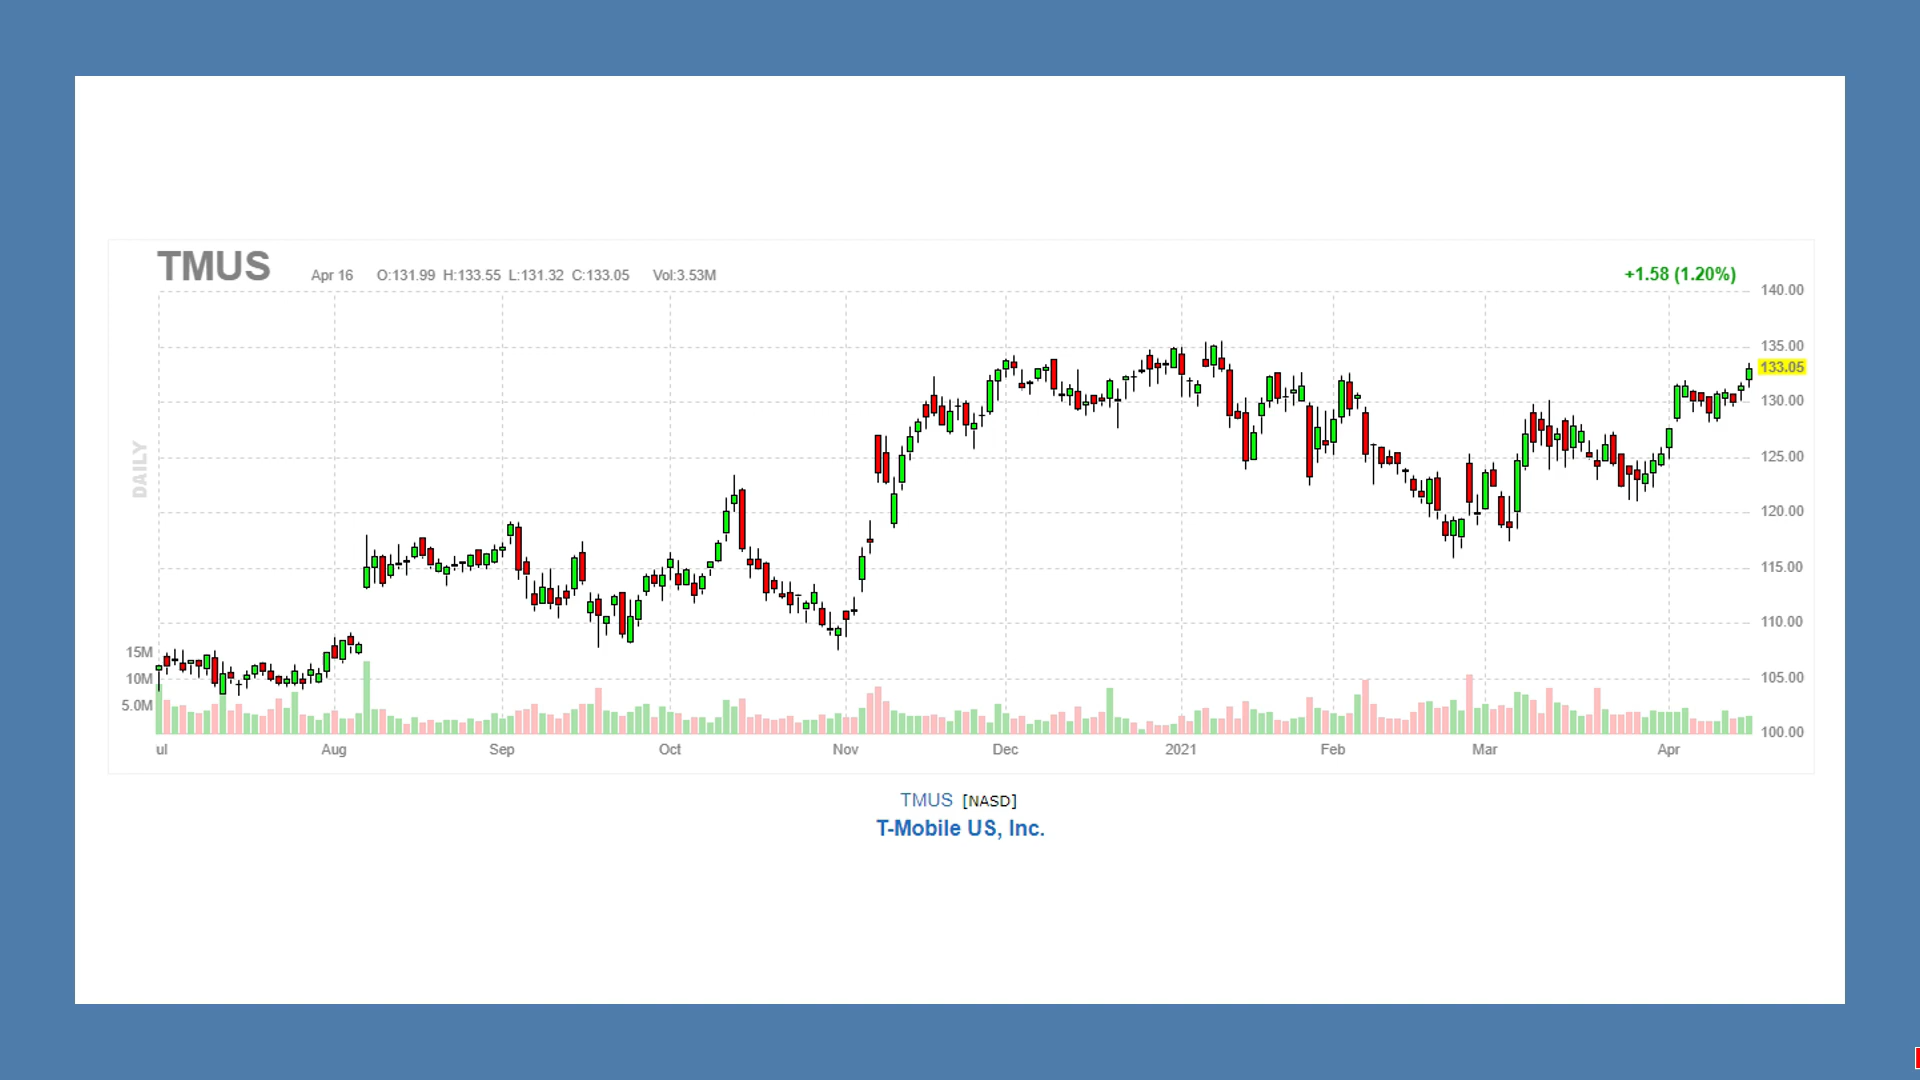 TMUS Apr 16 O:131.99 H:133.55 L:131.32 C:133.05 Vol:3.53M +1.58 (1.20%)
140.00
135.00
133.05
130.00
DAILY
125.00
120.00
115.00
110.00
15M
10M
105.00
5.0M
100.00
ul Aug Sep Oct Nov Dec 2021 Feb Mar Apr
TMUS [NASD]
T-Mobile US, Inc.